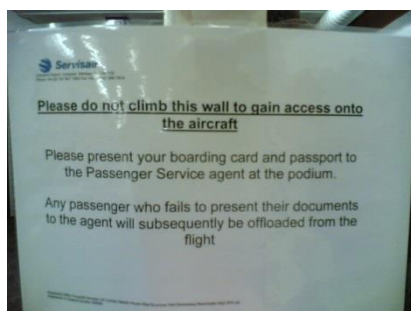 Servisair
Please do not climb this wall to gain access onto
the aircraft
Please present your boarding card and passport to
the Passenger Service agent at the podium.
Any passenger who fails to present their documents
to the agent will subsequently be offloaded from the
flight